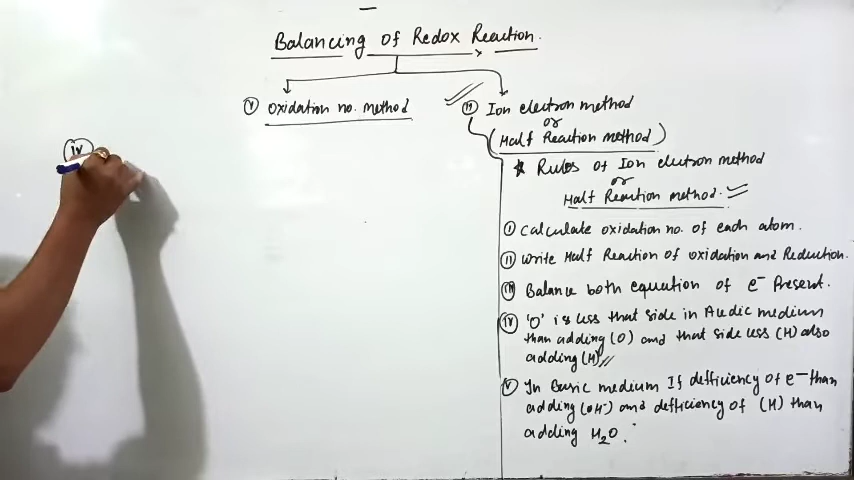 Balancing of Redox Reaction.
(i) Oxidation no. method
(ii) Ion electron method
or
(Half Reaction method)
* Rules of Ion electron method
or
Half Reaction method.
(i) Calculate oxidation no. of each atom.
(ii) Write Half Reaction of oxidation and Reduction.
(iii) Balance both equation of e⁻ Present.
(iv) 'O' is less that side in Acidic medium
than adding (O) and that side less (H) also
adding (H)
(v) In Basic medium If defficiency of e⁻ than
adding (OH⁻) and defficiency of (H) than
adding H₂O.
(iv)